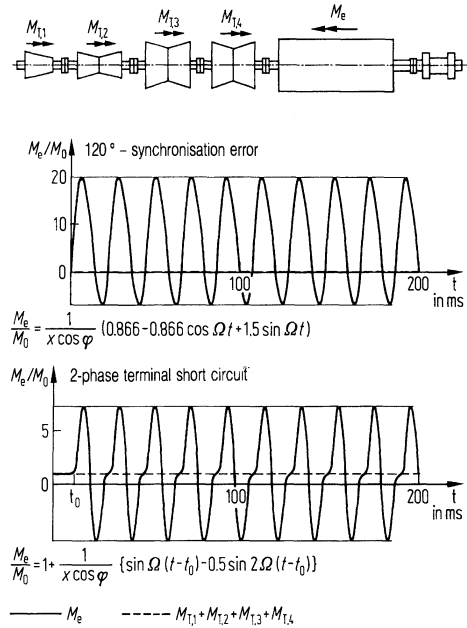 M_T,1 M_T,2 M_T,3 M_T,4 M_e
M_e/M_0 120° – synchronisation error
20
10
0
100 200 t
in ms
M_e/M_0 = 1/(x cos φ) (0.866-0.866 cos Ωt+1.5 sin Ωt)
M_e/M_0 2-phase terminal short circuit
5
0
t_0 100 200 t
in ms
M_e/M_0 = 1+ 1/(x cos φ) {sin Ω(t-t_0)-0.5 sin 2Ω(t-t_0)}
M_e M_T,1+M_T,2+M_T,3+M_T,4